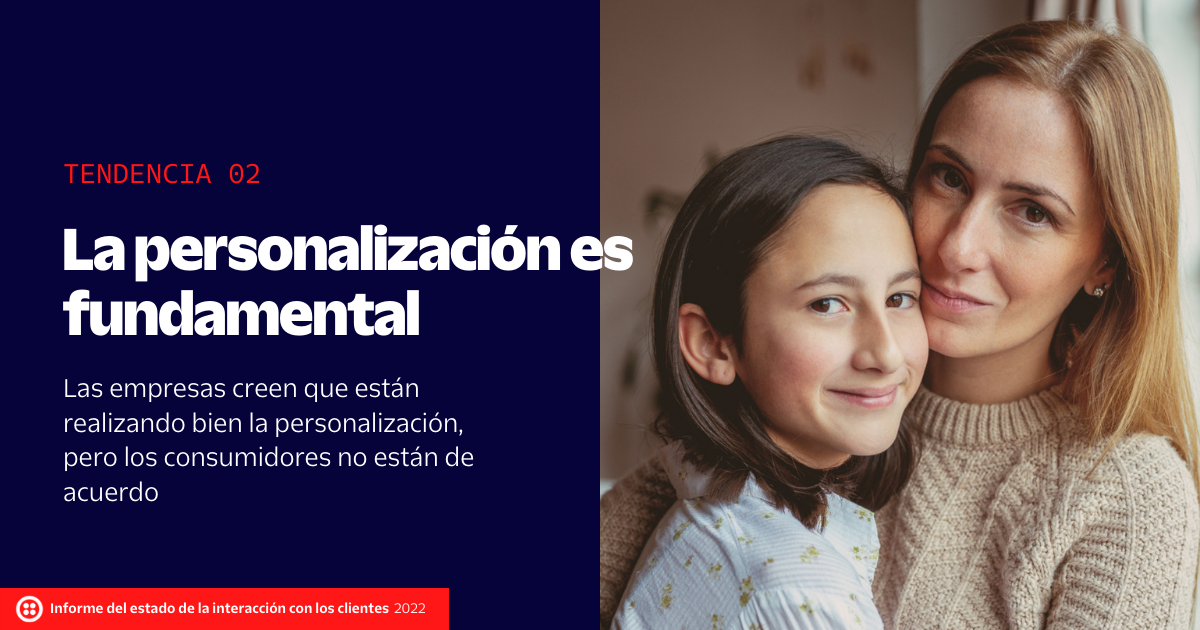 TENDENCIA 02
La personalización es
fundamental
Las empresas creen que están
realizando bien la personalización,
pero los consumidores no están de
acuerdo
Informe del estado de la interacción con los clientes 2022